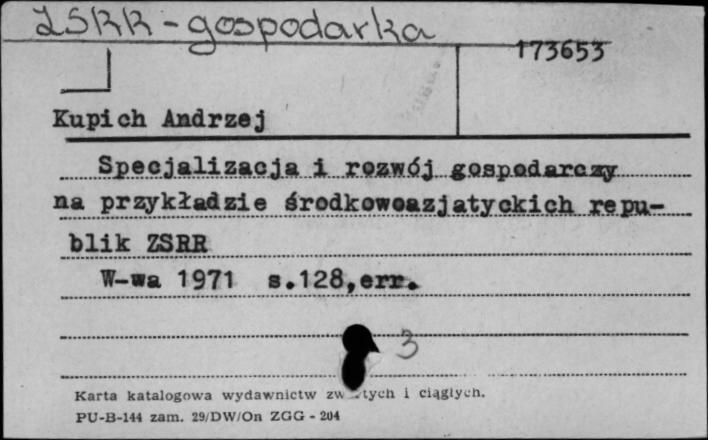 ZSRR - gospodarka
173653
Kupich Andrzej
Specjalizacja i rozwój gospodarczy
na przykładzie środkowoazjatyckich repu-
blik ZSRR
W-wa 1971 s.128,err.
3
Karta katalogowa wydawnictw i ciągłych.
PU-B-144 zam. 29/DW/On ZGG - 204